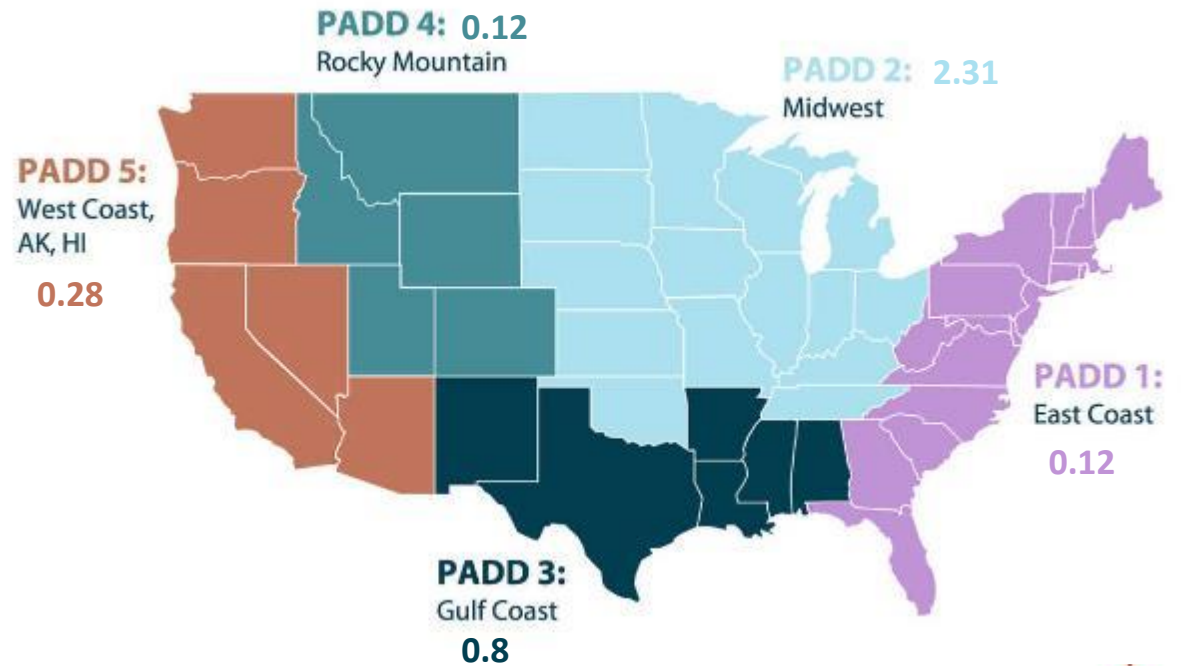 PADD 4: 0.12
Rocky Mountain
PADD 2: 2.31
Midwest
PADD 5:
West Coast,
AK, HI
0.28
PADD 1:
East Coast
0.12
PADD 3:
Gulf Coast
0.8